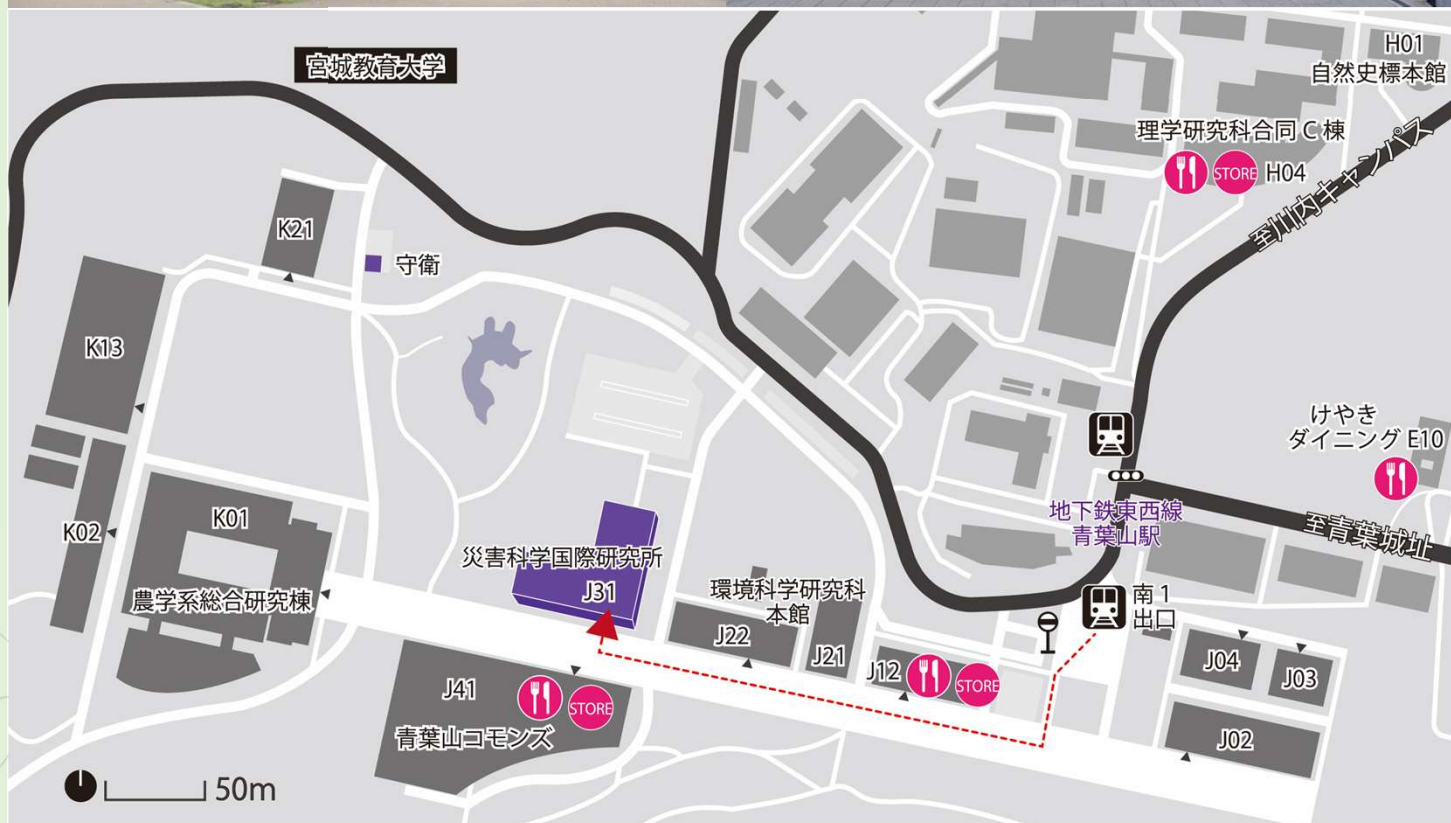 宮城教育大学
H01
自然史標本館
理学研究科合同 C 棟
STORE H04
至川内キャンパス
K21
守衛
K13
けやき
ダイニング E10
地下鉄東西線
青葉山駅
至青葉城址
K02
K01
災害科学国際研究所
J31
農学系総合研究棟
環境科学研究科
本館
J22
J21
南 1
出口
J12
STORE
J04
J03
J02
J41
STORE
青葉山コモンズ
50m